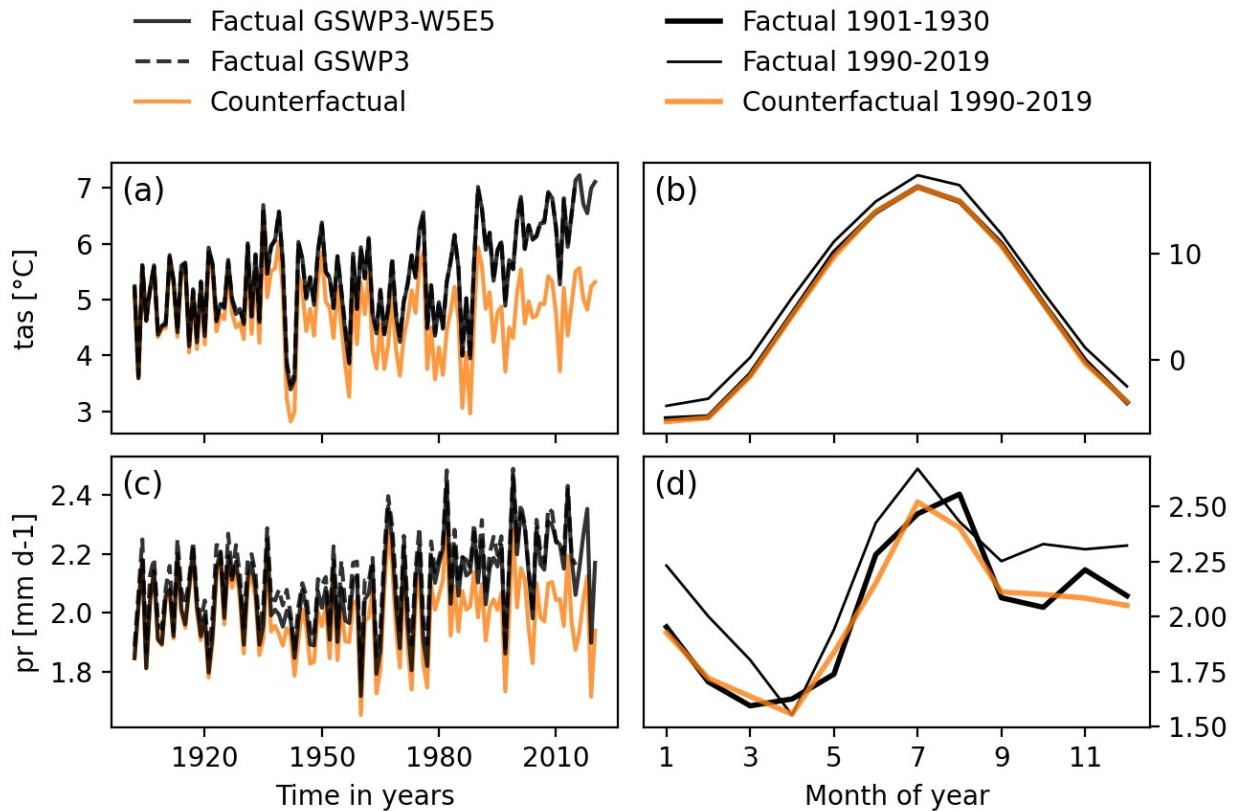 Factual GSWP3-W5E5
Factual GSWP3
Counterfactual
Factual 1901-1930
Factual 1990-2019
Counterfactual 1990-2019
(a)
7
6
5
4
3
tas [°C]
(b)
10
0
(c)
2.4
2.2
2.0
1.8
pr [mm d-1]
1920
1950
1980
2010
Time in years
(d)
2.50
2.25
2.00
1.75
1.50
1
3
5
7
9
11
Month of year